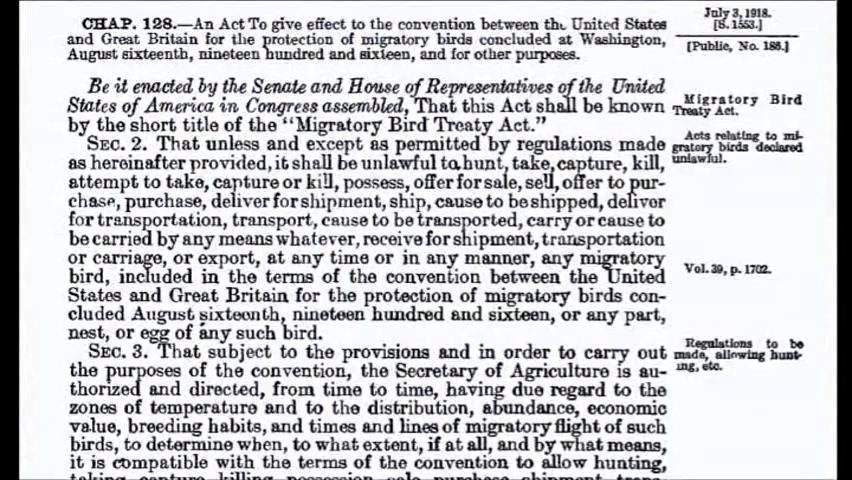 CHAP. 128.—An Act To give effect to the convention between the United States
and Great Britain for the protection of migratory birds concluded at Washington,
August sixteenth, nineteen hundred and sixteen, and for other purposes.
July 3, 1918.
[S. 1553.]
[Public, No. 186.]
Be it enacted by the Senate and House of Representatives of the United
States of America in Congress assembled, That this Act shall be known
by the short title of the "Migratory Bird Treaty Act."
Migratory Bird
Treaty Act.
SEC. 2. That unless and except as permitted by regulations made
as hereinafter provided, it shall be unlawful to hunt, take, capture, kill,
attempt to take, capture or kill, possess, offer for sale, sell, offer to pur-
chase, purchase, deliver for shipment, ship, cause to be shipped, deliver
for transportation, transport, cause to be transported, carry or cause to
be carried by any means whatever, receive for shipment, transportation
or carriage, or export, at any time or in any manner, any migratory
bird, included in the terms of the convention between the United
States and Great Britain for the protection of migratory birds con-
cluded August sixteenth, nineteen hundred and sixteen, or any part,
nest, or egg of any such bird.
Acts relating to mi-
gratory birds declared
unlawful.
Vol. 39, p. 1702.
SEC. 3. That subject to the provisions and in order to carry out
the purposes of the convention, the Secretary of Agriculture is au-
thorized and directed, from time to time, having due regard to the
zones of temperature and to the distribution, abundance, economic
value, breeding habits, and times and lines of migratory flight of such
birds, to determine when, to what extent, if at all, and by what means,
it is compatible with the terms of the convention to allow hunting,
taking, capture, killing, possession, sale, purchase, shipment, trans-
Regulations to be
made, allowing hunt-
ing, etc.